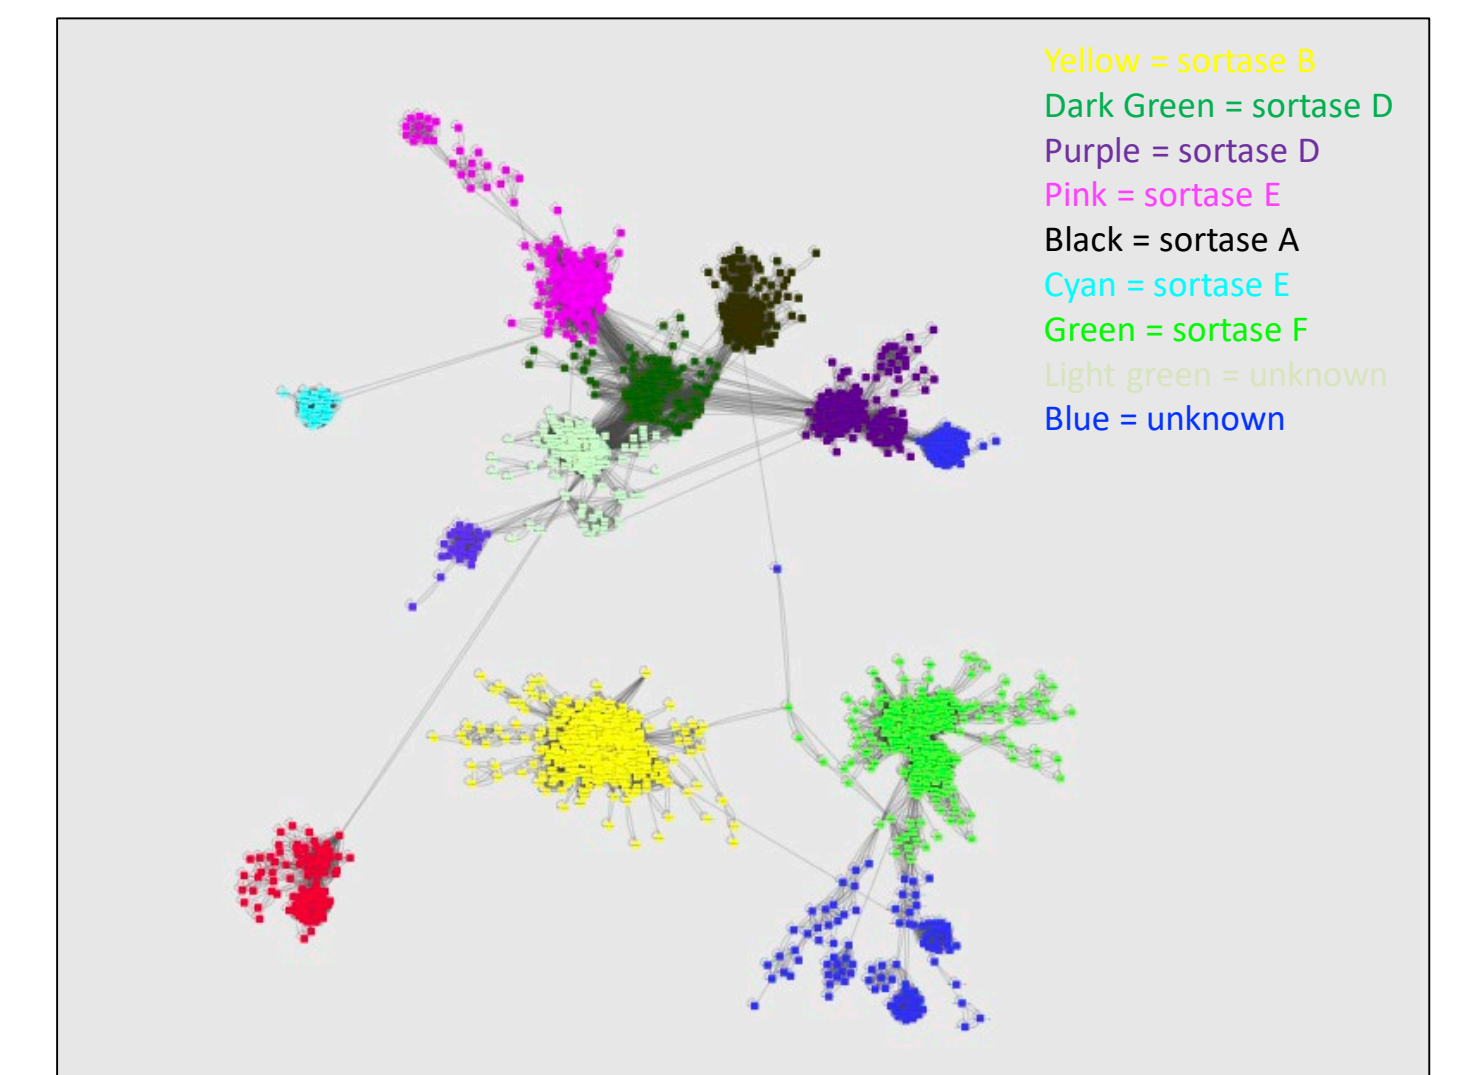 Yellow = sortase B
Dark Green = sortase D
Purple = sortase D
Pink = sortase E
Black = sortase A
Cyan = sortase E
Green = sortase F
Light green = unknown
Blue = unknown